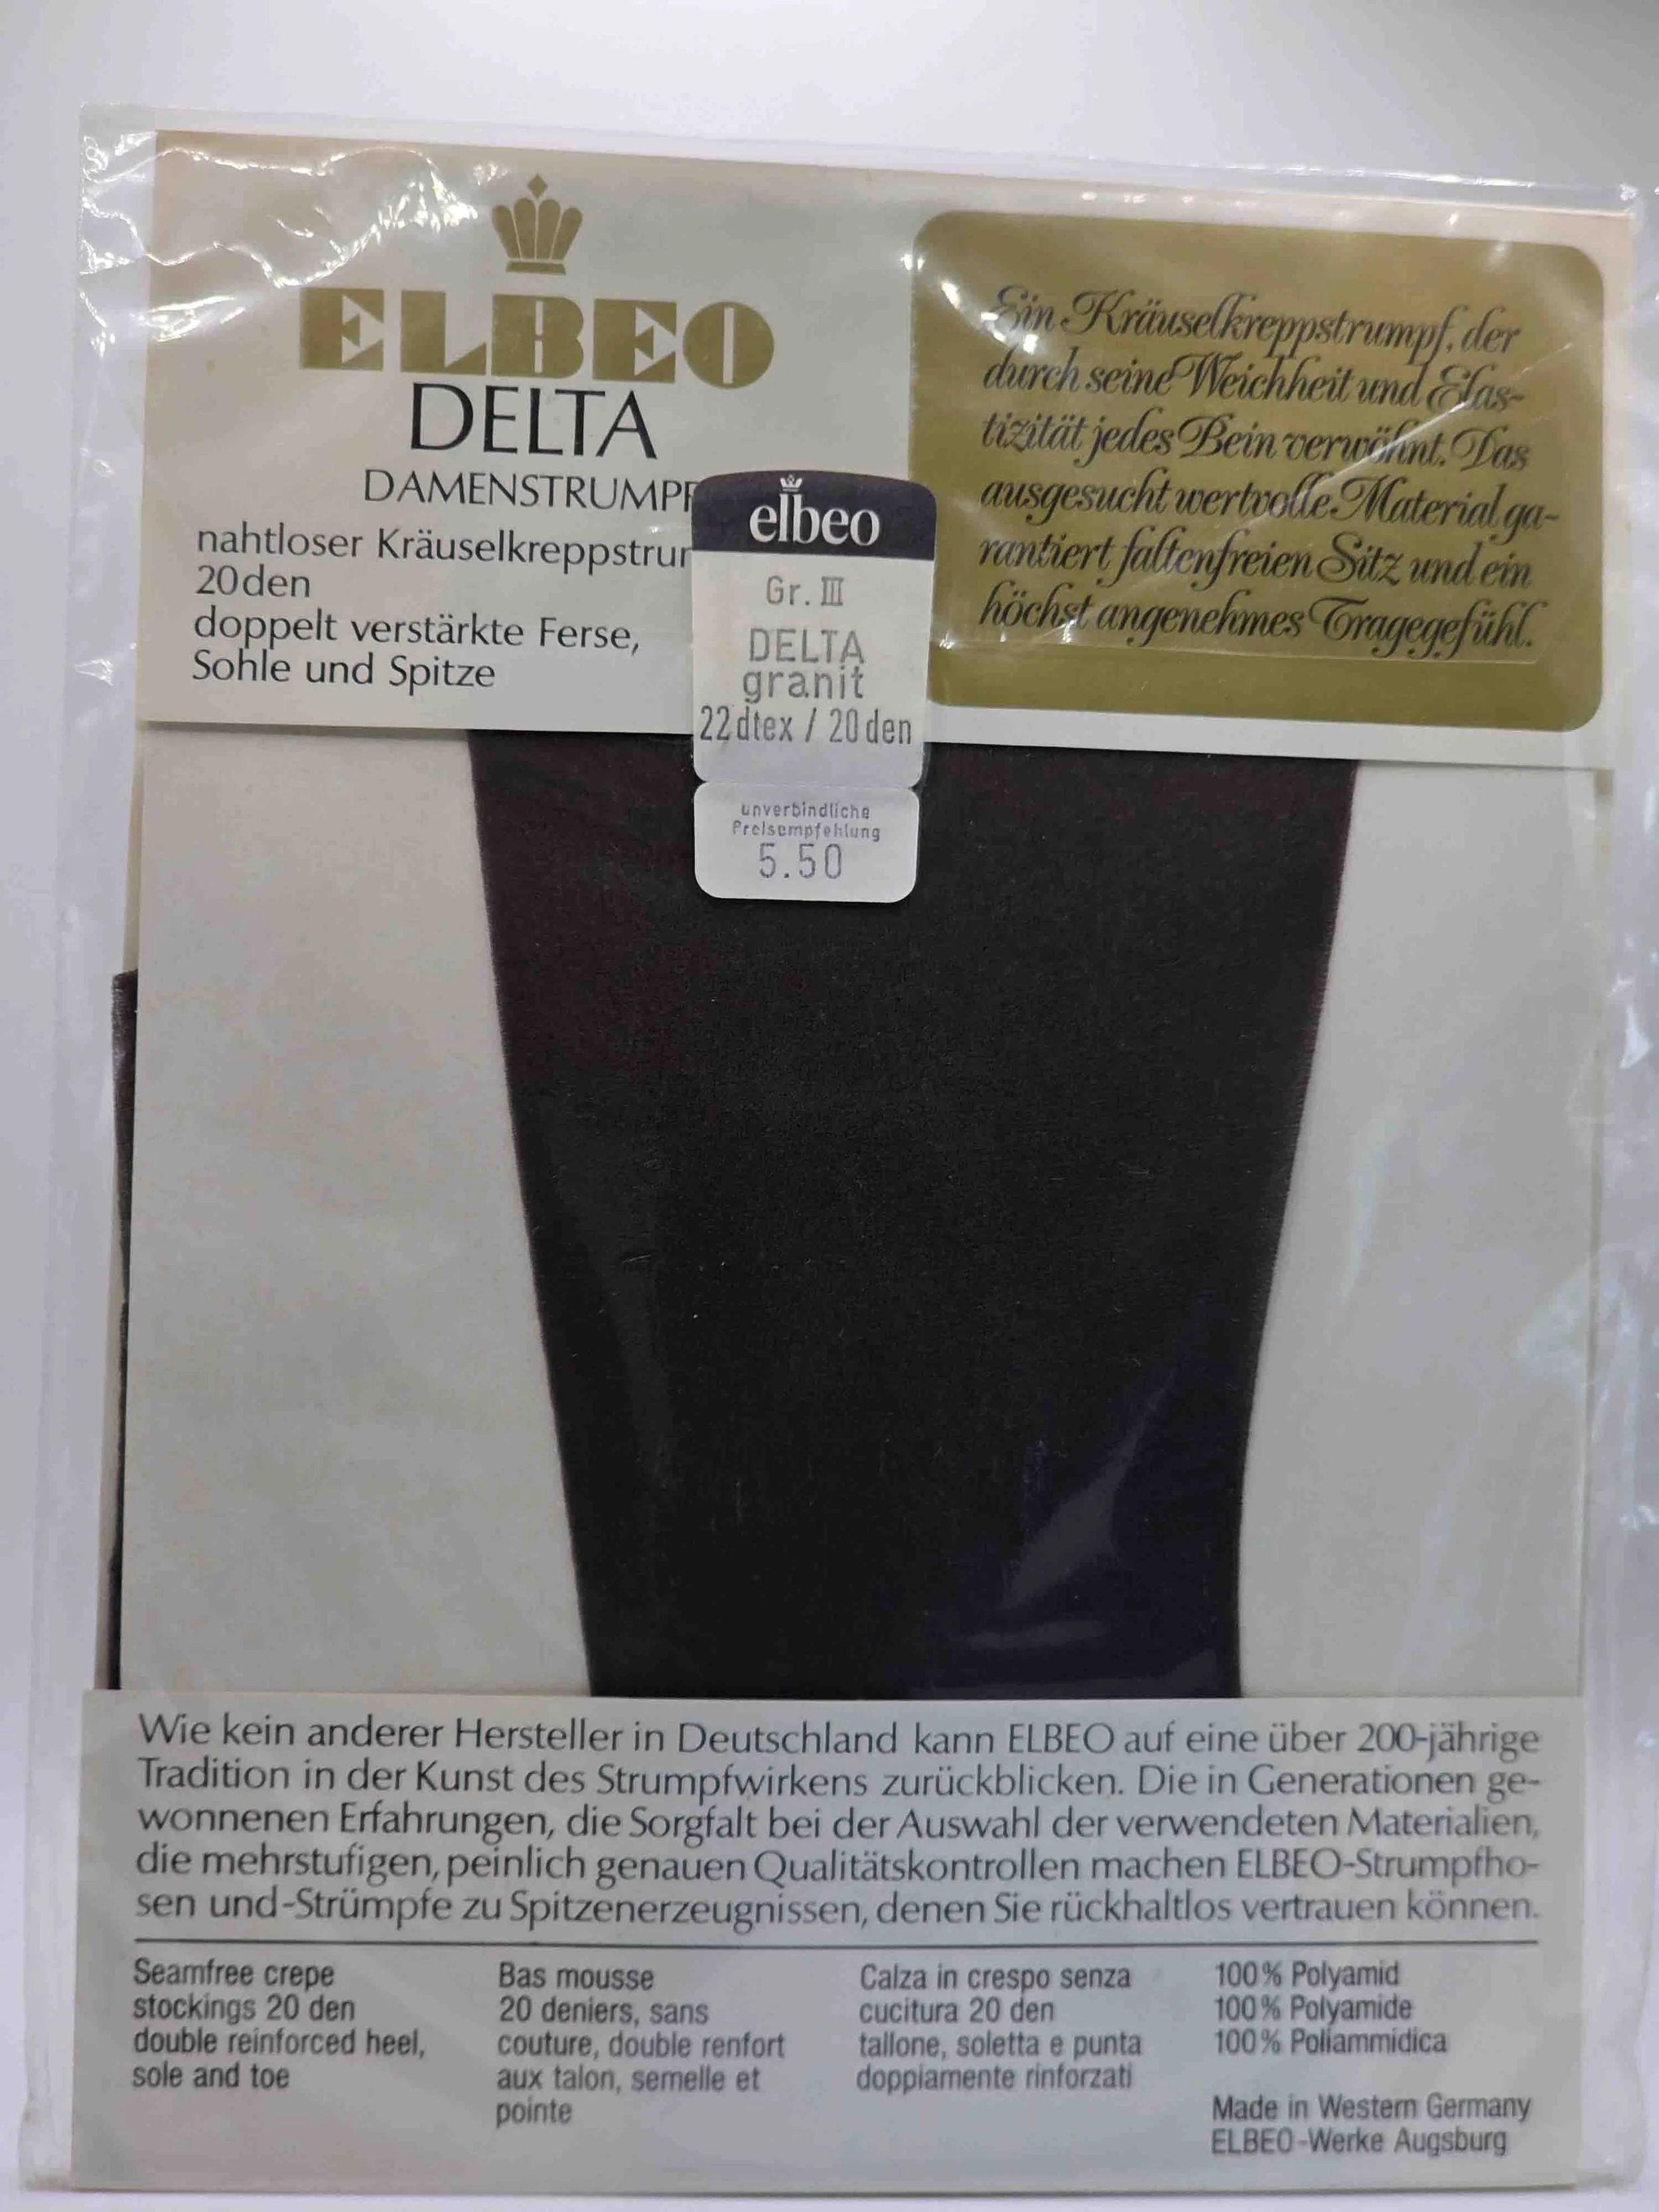 ELBEO
DELTA
DAMENSTRUMPF
nahtloser Kräuselkreppstrum
20den
doppelt verstärkte Ferse,
Sohle und Spitze
elbeo
Gr. III
DELTA
granit
22dtex / 20den
unverbindliche
Preisempfehlung
5.50
Ein Kräuselkreppstrumpf, der
durch seine Weichheit und Elas-
tizität jedes Bein verwöhnt. Das
ausgesucht wertvolle Material ga-
rantiert faltenfreien Sitz und ein
höchst angenehmes Tragegefühl.
Wie kein anderer Hersteller in Deutschland kann ELBEO auf eine über 200-jährige
Tradition in der Kunst des Strumpfwirkens zurückblicken. Die in Generationen ge-
wonnenen Erfahrungen, die Sorgfalt bei der Auswahl der verwendeten Materialien,
die mehrstufigen, peinlich genauen Qualitätskontrollen machen ELBEO-Strumpfho-
sen und-Strümpfe zu Spitzenerzeugnissen, denen Sie rückhaltlos vertrauen können.
Seamfree crepe
stockings 20 den
double reinforced heel,
sole and toe
Bas mousse
20 deniers, sans
couture, double renfort
aux talon, semelle et
pointe
Calza in crespo senza
cucitura 20 den
tallone, soletta e punta
doppiamente rinforzati
100% Polyamid
100% Polyamide
100% Poliammidica
Made in Western Germany
ELBEO-Werke Augsburg